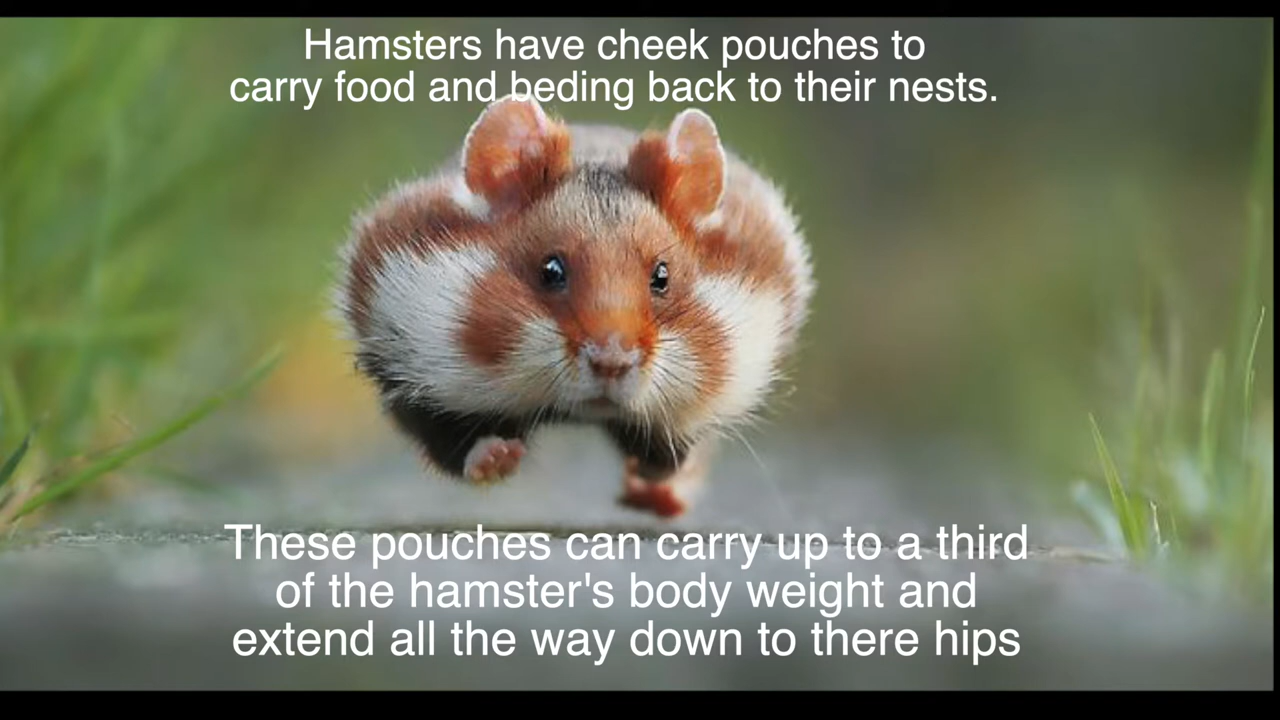 Hamsters have cheek pouches to
carry food and beding back to their nests.
These pouches can carry up to a third
of the hamster's body weight and
extend all the way down to there hips